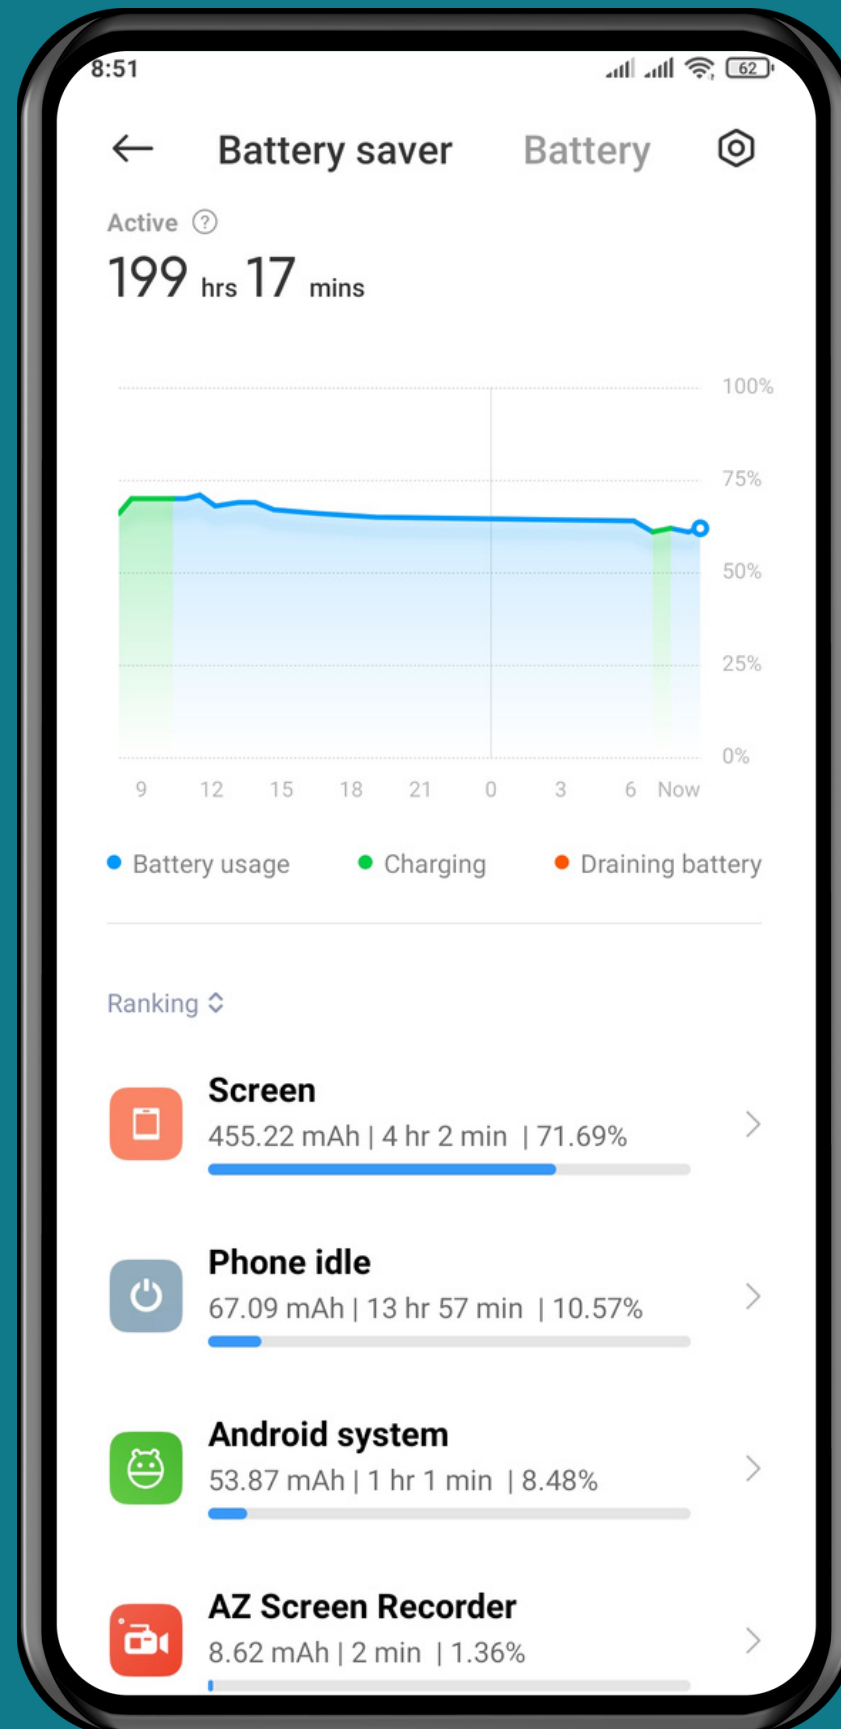 8:51 62
Battery saver Battery
Active ?
199 hrs 17 mins
100%
75%
50%
25%
0%
9 12 15 18 21 0 3 6 Now
Battery usage Charging Draining battery
Ranking
Screen
455.22 mAh | 4 hr 2 min | 71.69%
Phone idle
67.09 mAh | 13 hr 57 min | 10.57%
Android system
53.87 mAh | 1 hr 1 min | 8.48%
AZ Screen Recorder
8.62 mAh | 2 min | 1.36%